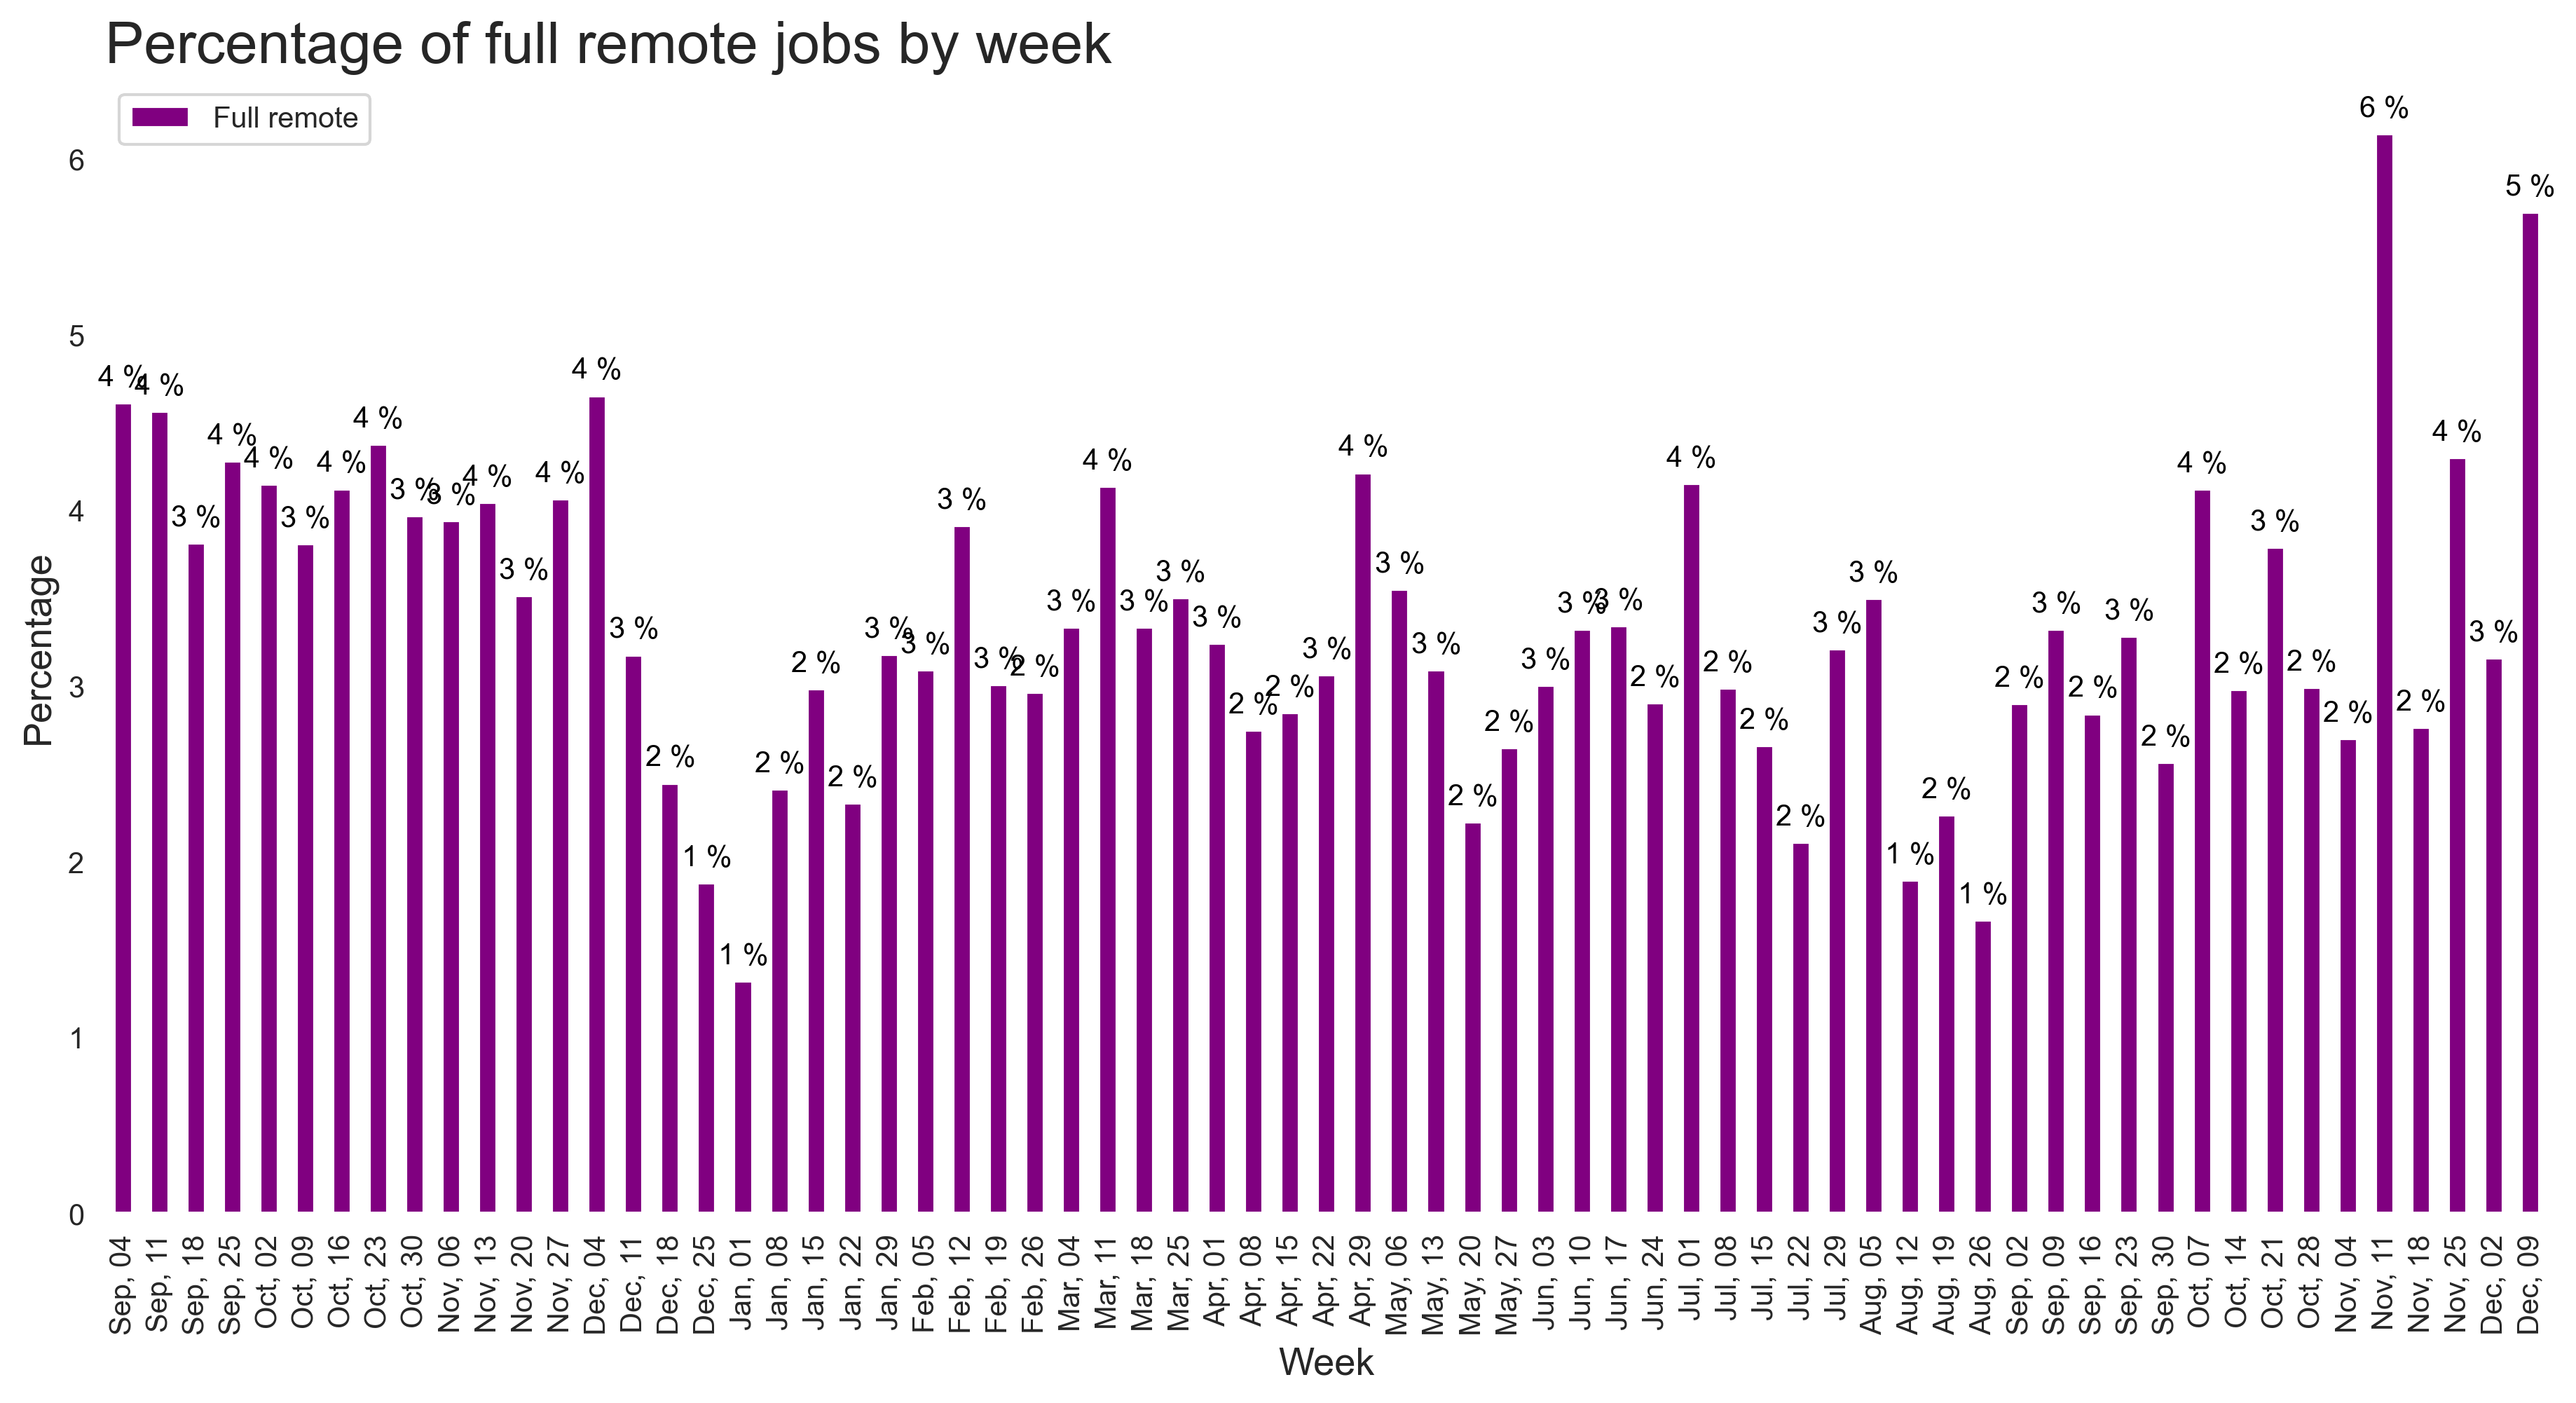 Percentage of full remote jobs by week
Full remote
Percentage
6
5
4
3
2
1
0
4 %
4 %
3 %
4 %
4 %
3 %
4 %
4 %
3 %
3 %
4 %
3 %
4 %
4 %
3 %
2 %
1 %
1 %
2 %
2 %
2 %
3 %
3 %
3 %
3 %
2 %
3 %
4 %
3 %
3 %
3 %
2 %
2 %
3 %
4 %
3 %
3 %
2 %
2 %
3 %
3 %
3 %
2 %
4 %
2 %
2 %
2 %
3 %
3 %
1 %
2 %
1 %
2 %
3 %
2 %
3 %
2 %
4 %
2 %
3 %
2 %
2 %
6 %
2 %
4 %
3 %
5 %
Sep, 04
Sep, 11
Sep, 18
Sep, 25
Oct, 02
Oct, 09
Oct, 16
Oct, 23
Oct, 30
Nov, 06
Nov, 13
Nov, 20
Nov, 27
Dec, 04
Dec, 11
Dec, 18
Dec, 25
Jan, 01
Jan, 08
Jan, 15
Jan, 22
Jan, 29
Feb, 05
Feb, 12
Feb, 19
Feb, 26
Mar, 04
Mar, 11
Mar, 18
Mar, 25
Apr, 01
Apr, 08
Apr, 15
Apr, 22
Apr, 29
May, 06
May, 13
May, 20
May, 27
Jun, 03
Jun, 10
Jun, 17
Jun, 24
Jul, 01
Jul, 08
Jul, 15
Jul, 22
Jul, 29
Aug, 05
Aug, 12
Aug, 19
Aug, 26
Sep, 02
Sep, 09
Sep, 16
Sep, 23
Sep, 30
Oct, 07
Oct, 14
Oct, 21
Oct, 28
Nov, 04
Nov, 11
Nov, 18
Nov, 25
Dec, 02
Dec, 09
Week